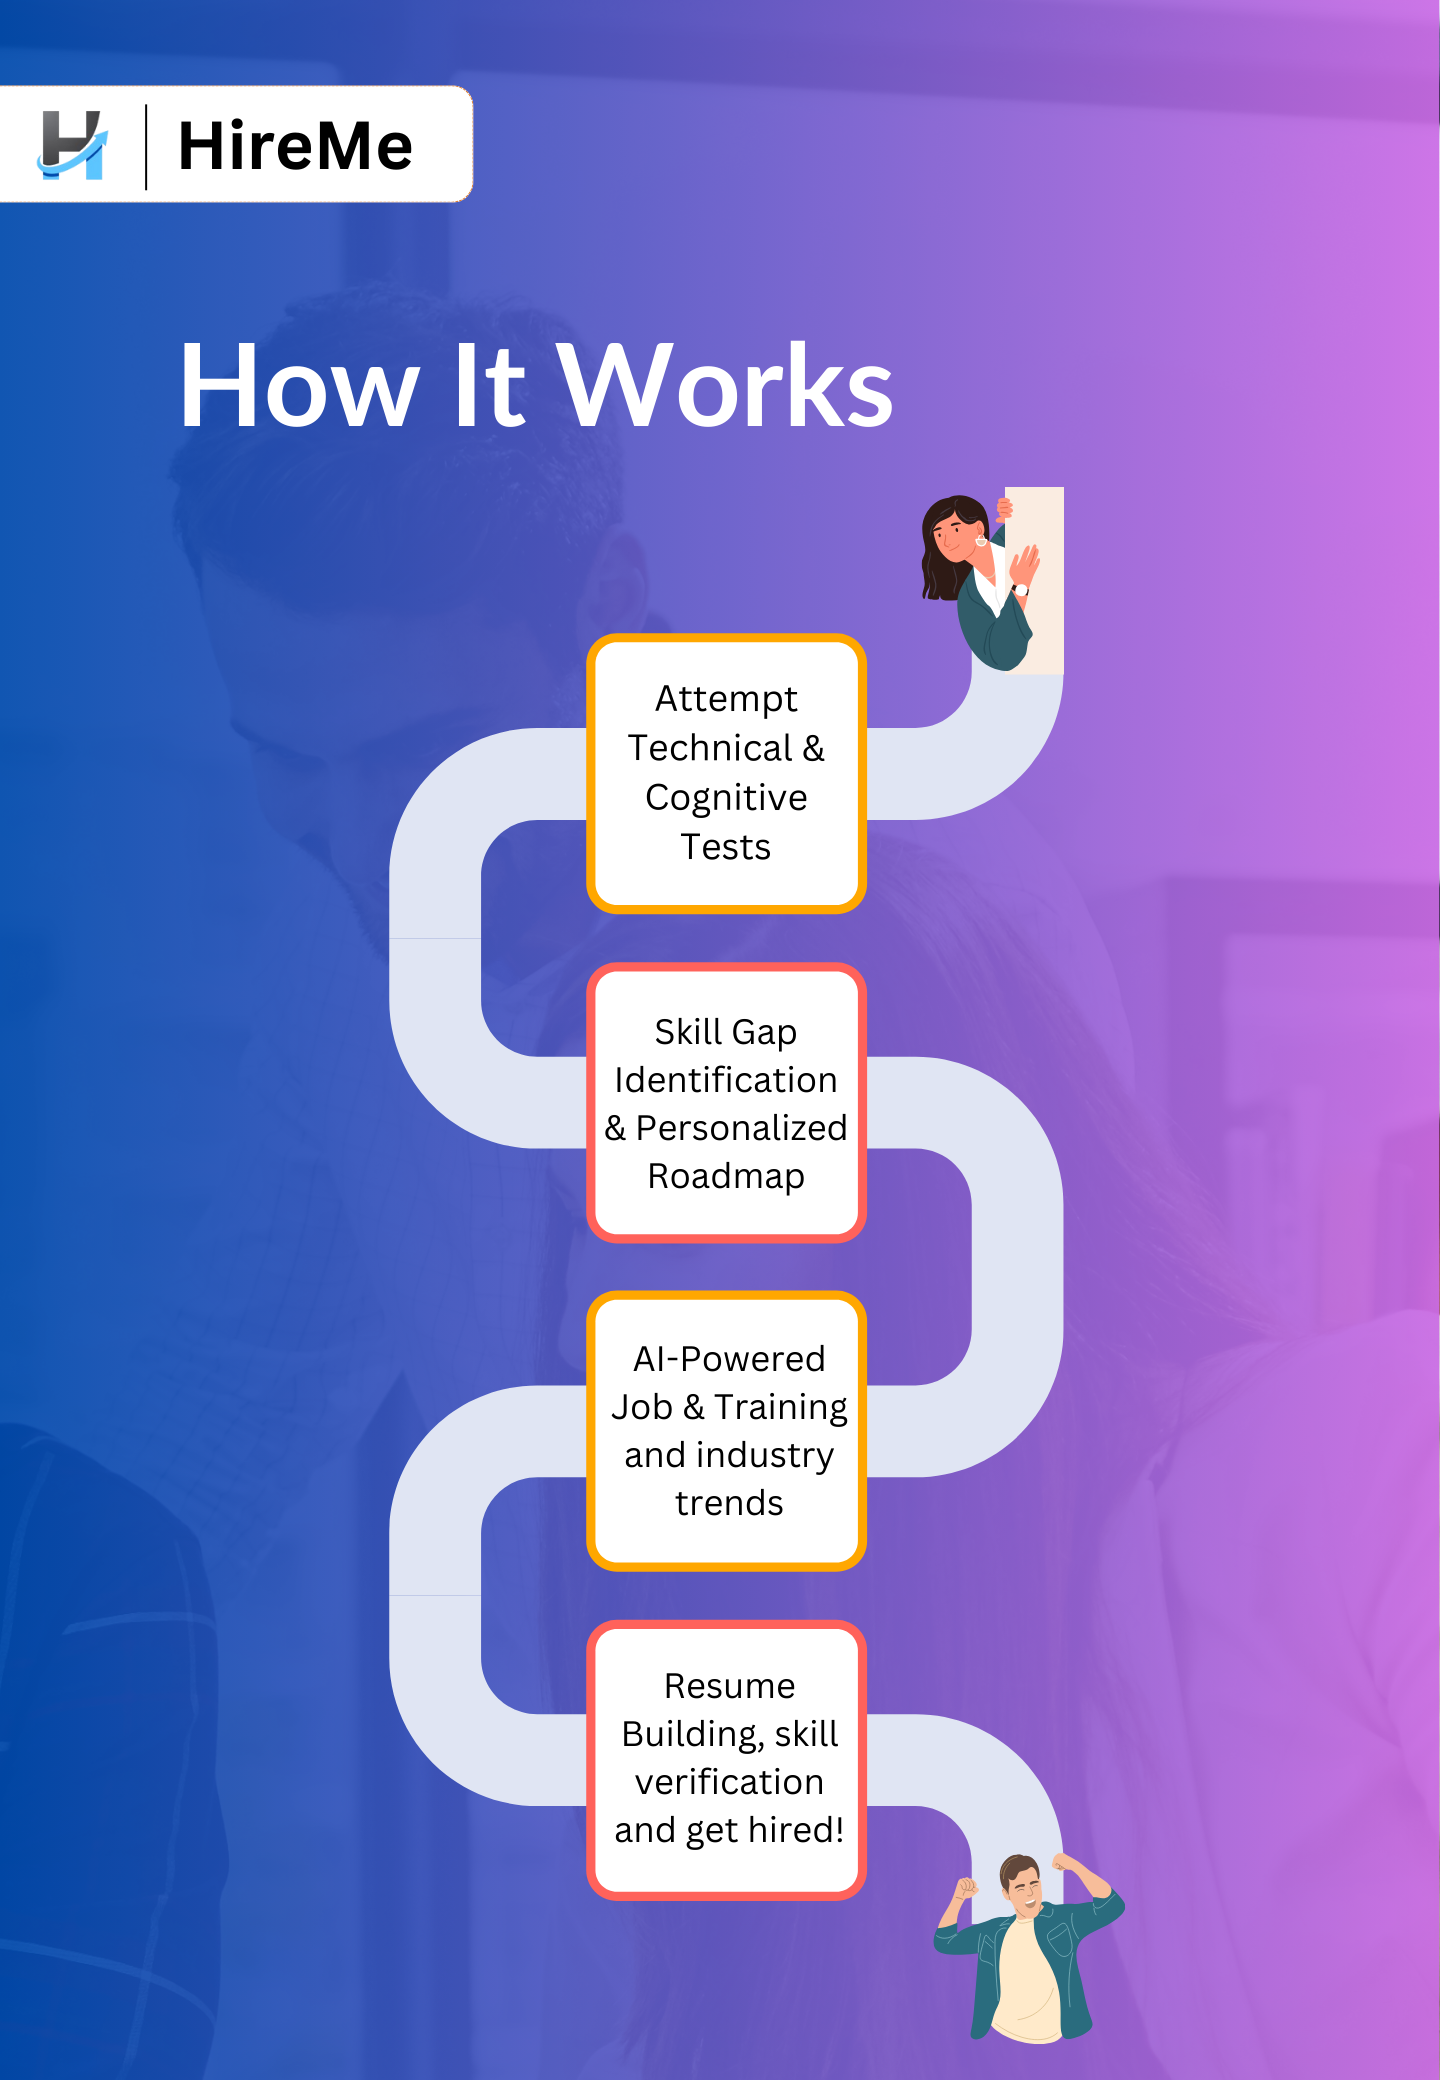 HireMe
How It Works
Attempt
Technical &
Cognitive
Tests
Skill Gap
Identification
& Personalized
Roadmap
AI-Powered
Job & Training
and industry
trends
Resume
Building, skill
verification
and get hired!